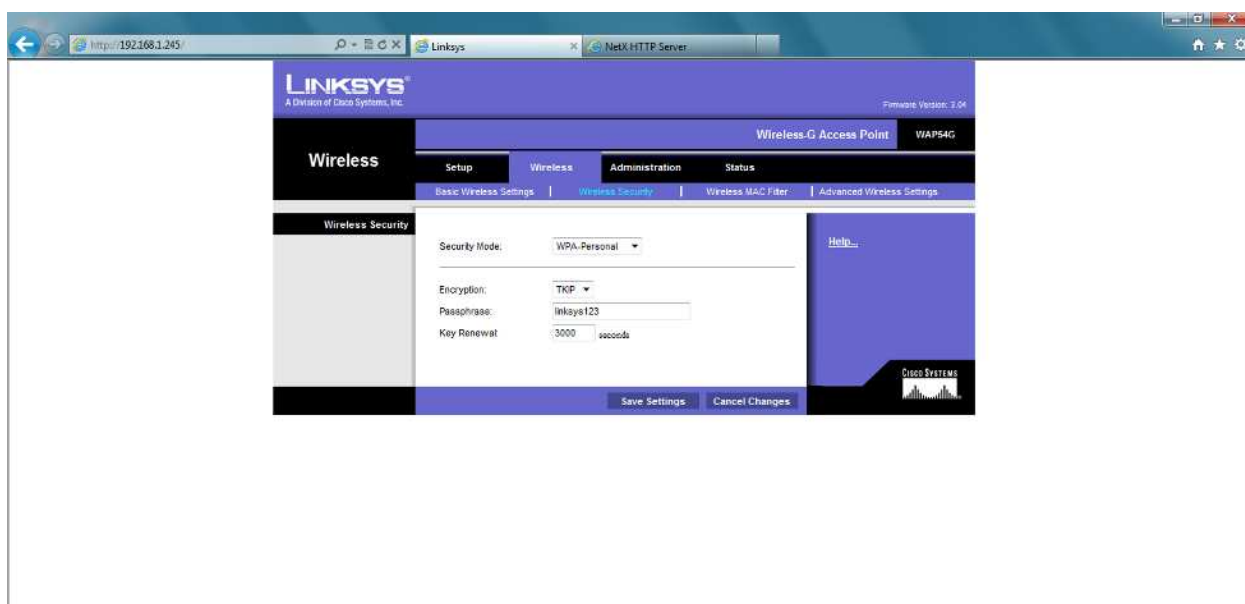 http://192.168.1.245/
Linksys
NetX HTTP Server
LINKSYS®
A Division of Cisco Systems, Inc.
Firmware Version: 3.04
Wireless-G Access Point
WAP54G
Wireless
Setup
Wireless
Administration
Status
Basic Wireless Settings
Wireless Security
Wireless MAC Filter
Advanced Wireless Settings
Wireless Security
Security Mode:
WPA-Personal
Help...
Encryption:
TKIP
Passphrase:
linksys123
Key Renewal:
3000
seconds
CISCO SYSTEMS
Save Settings
Cancel Changes